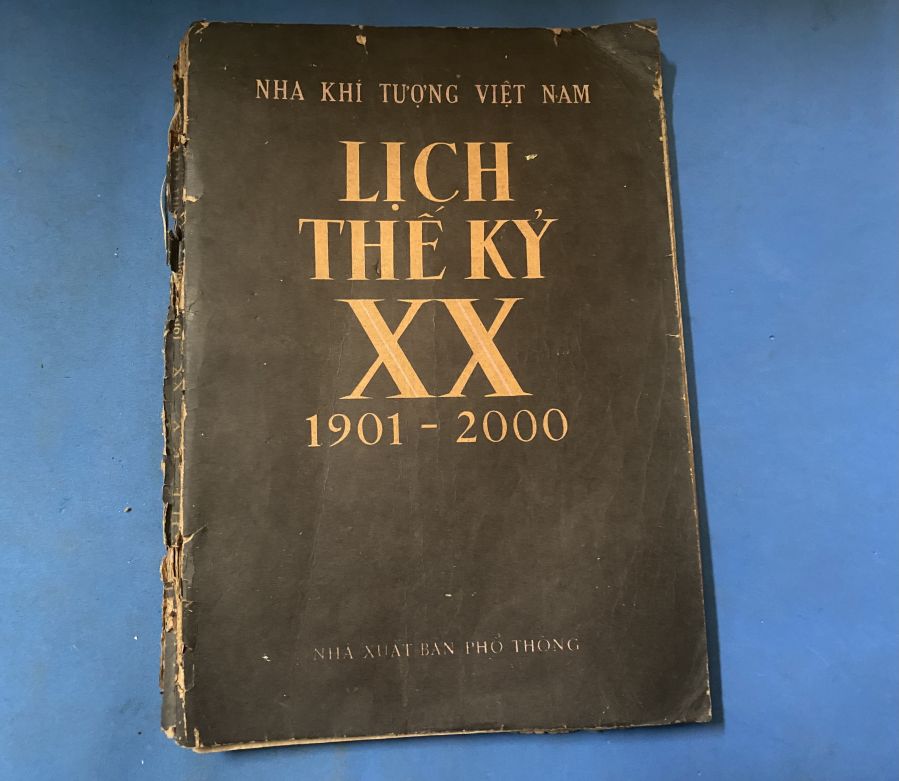 NHA KHÍ TƯỢNG VIỆT NAM
LỊCH
THẾ KỶ
XX
1901 - 2000
NHÀ XUẤT BẢN PHỔ THÔNG